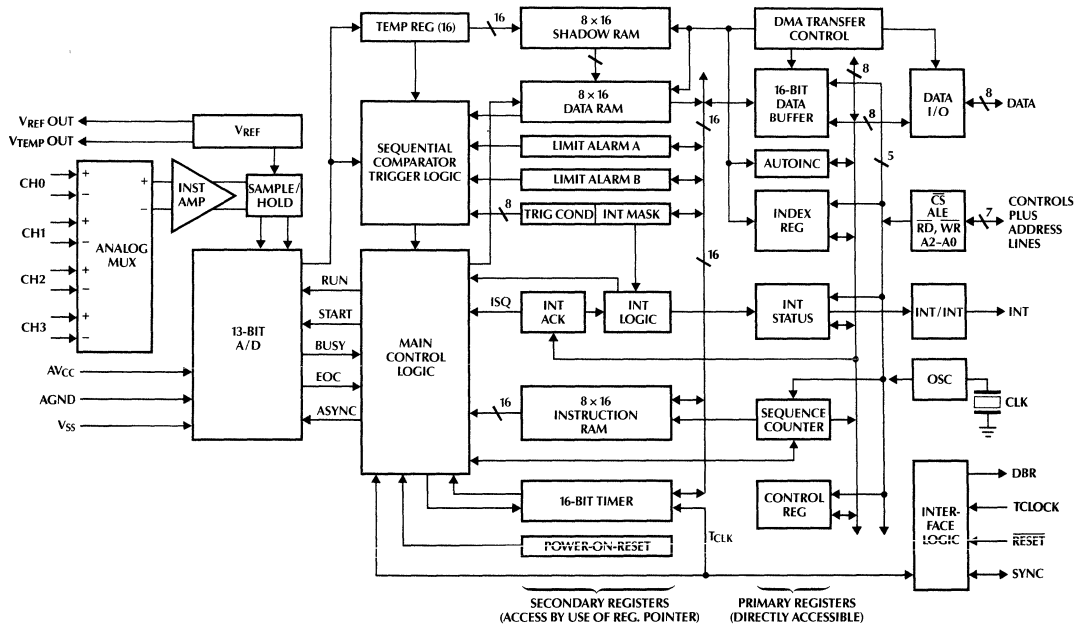 TEMP REG (16)
16
8 × 16
SHADOW RAM
DMA TRANSFER
CONTROL
8
8 × 16
DATA RAM
16-BIT
DATA
BUFFER
DATA
I/O
8
DATA
8
16
5
VREF OUT
VTEMP OUT
VREF
SEQUENTIAL
COMPARATOR
TRIGGER LOGIC
LIMIT ALARM A
AUTOINC
LIMIT ALARM B
CH0
+
−
CH1
+
−
CH2
+
−
CH3
+
−
ANALOG
MUX
+
−
INST
AMP
SAMPLE/
HOLD
8
TRIG COND
INT MASK
INDEX
REG
CS
ALE
RD, WR
A2–A0
7
CONTROLS
PLUS
ADDRESS
LINES
16
13-BIT
A/D
RUN
START
BUSY
EOC
ASYNC
MAIN
CONTROL
LOGIC
ISQ
INT
ACK
INT
LOGIC
INT
STATUS
INT/INT
INT
AVCC
AGND
VSS
OSC
CLK
16
8 × 16
INSTRUCTION
RAM
SEQUENCE
COUNTER
16-BIT TIMER
CONTROL
REG
POWER-ON-RESET
TCLK
INTER-
FACE
LOGIC
DBR
TCLOCK
RESET
SYNC
SECONDARY REGISTERS
(ACCESS BY USE OF REG. POINTER)
PRIMARY REGISTERS
(DIRECTLY ACCESSIBLE)